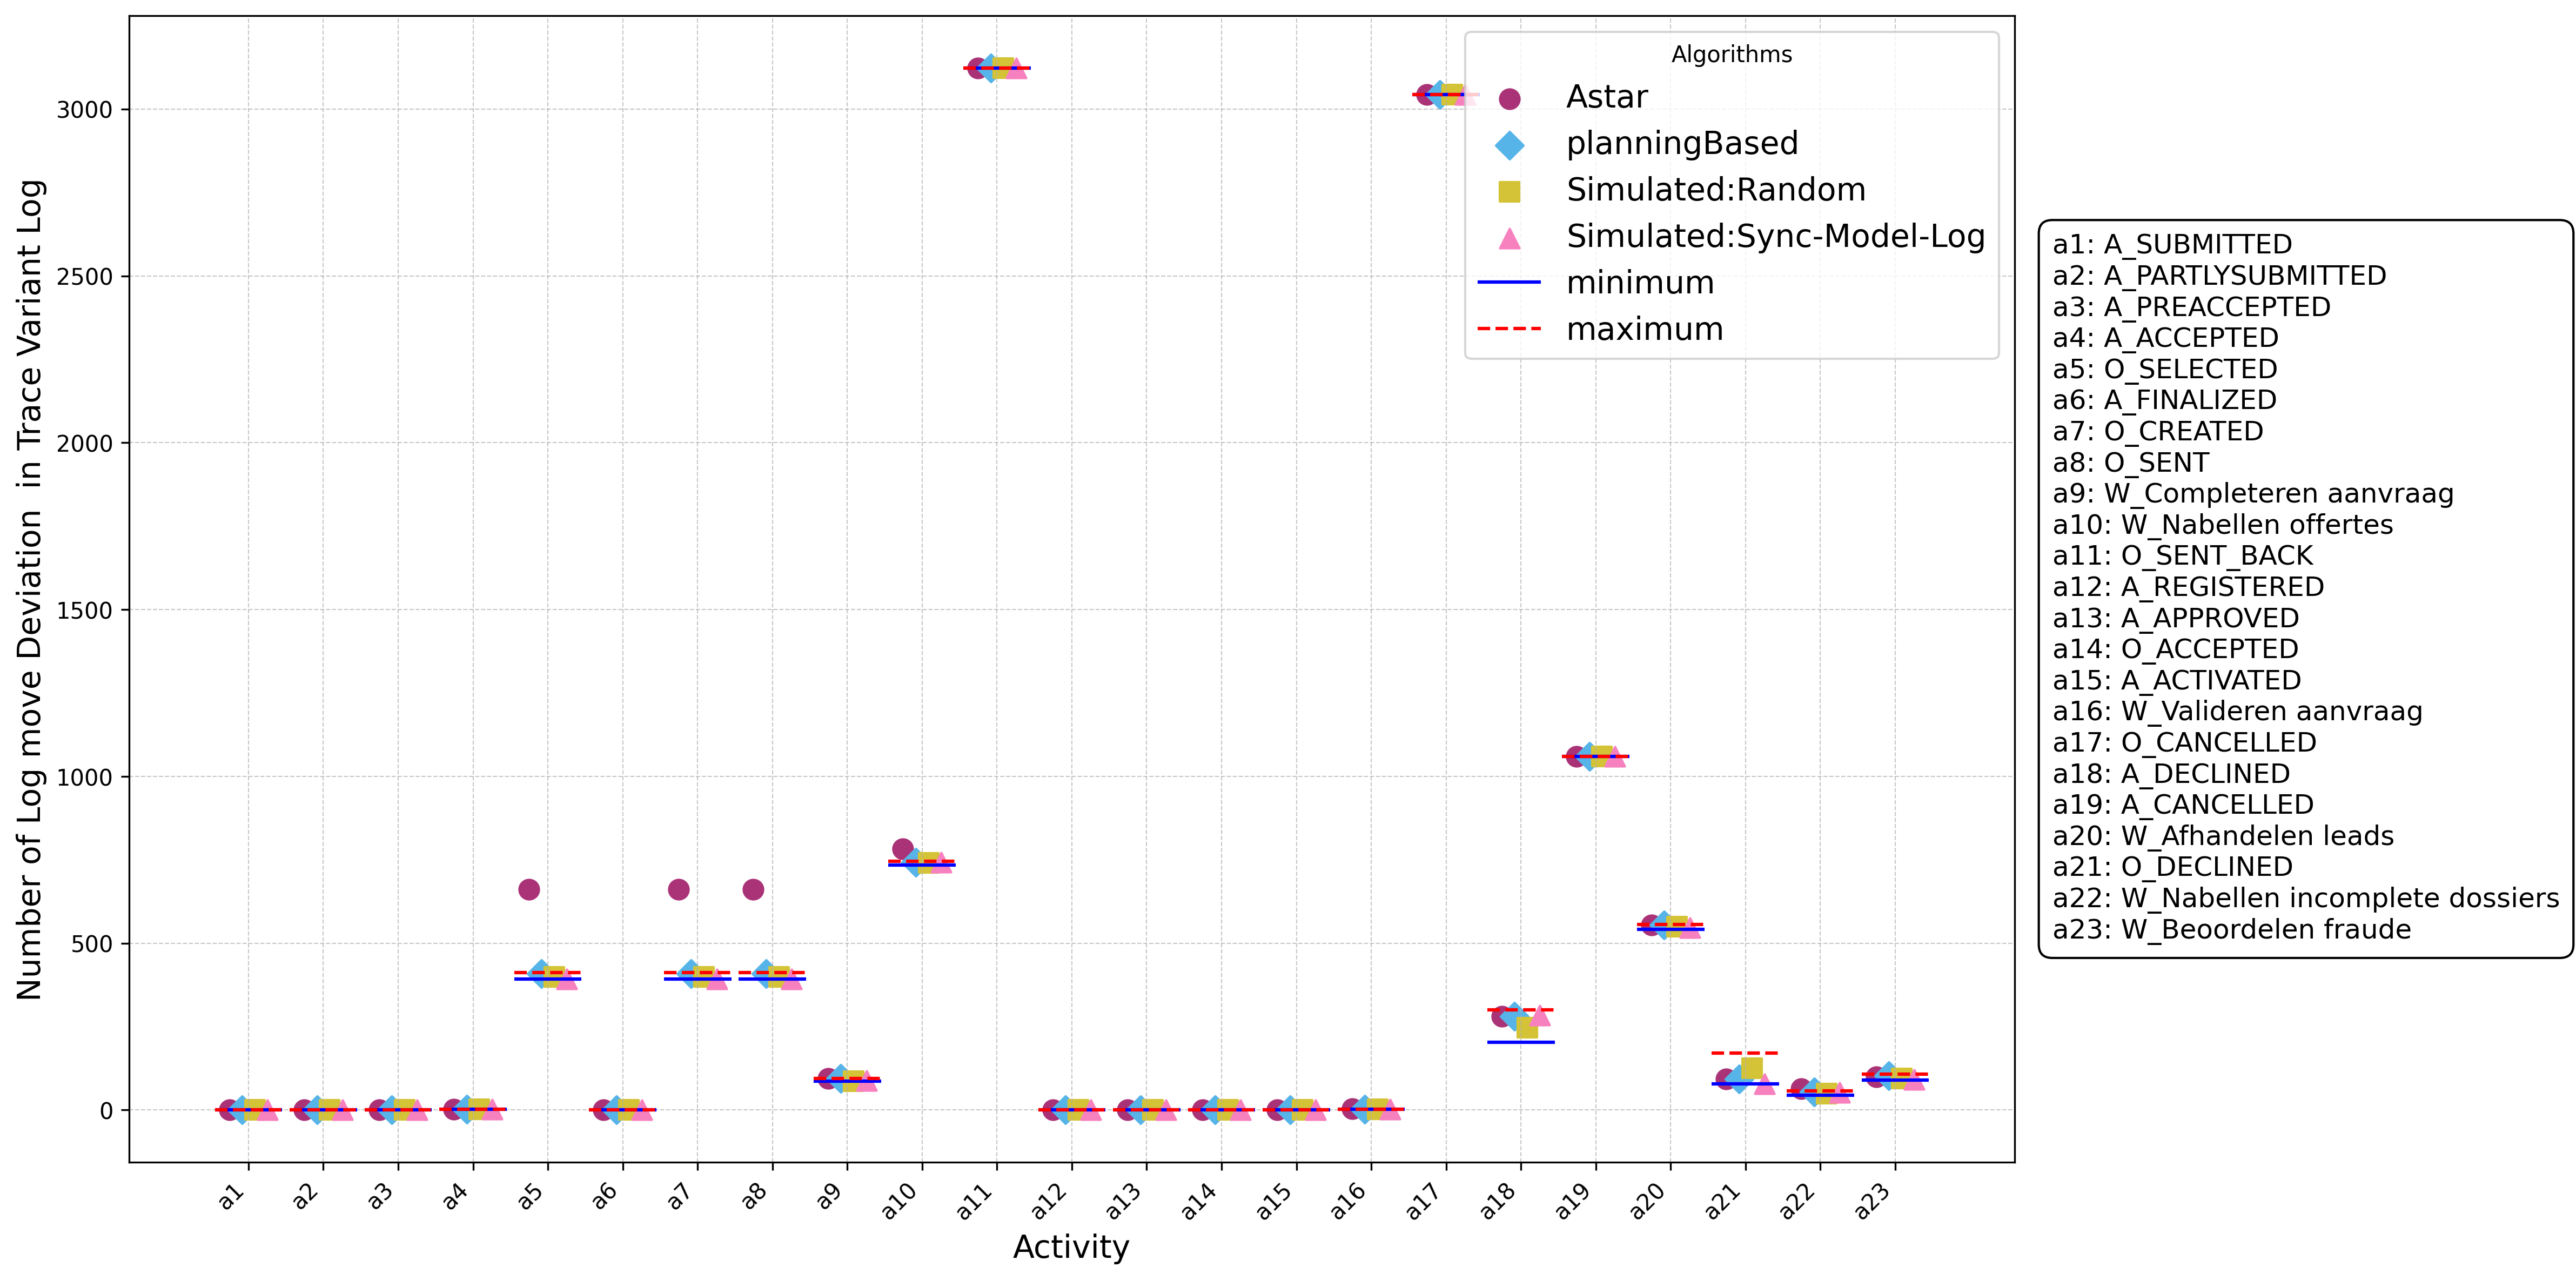 Number of Log move Deviation  in Trace Variant Log
3000
2500
2000
1500
1000
500
0
Algorithms
Astar
planningBased
Simulated:Random
Simulated:Sync-Model-Log
minimum
maximum
a1
a2
a3
a4
a5
a6
a7
a8
a9
a10
a11
a12
a13
a14
a15
a16
a17
a18
a19
a20
a21
a22
a23
Activity
a1: A_SUBMITTED
a2: A_PARTLYSUBMITTED
a3: A_PREACCEPTED
a4: A_ACCEPTED
a5: O_SELECTED
a6: A_FINALIZED
a7: O_CREATED
a8: O_SENT
a9: W_Completeren aanvraag
a10: W_Nabellen offertes
a11: O_SENT_BACK
a12: A_REGISTERED
a13: A_APPROVED
a14: O_ACCEPTED
a15: A_ACTIVATED
a16: W_Valideren aanvraag
a17: O_CANCELLED
a18: A_DECLINED
a19: A_CANCELLED
a20: W_Afhandelen leads
a21: O_DECLINED
a22: W_Nabellen incomplete dossiers
a23: W_Beoordelen fraude